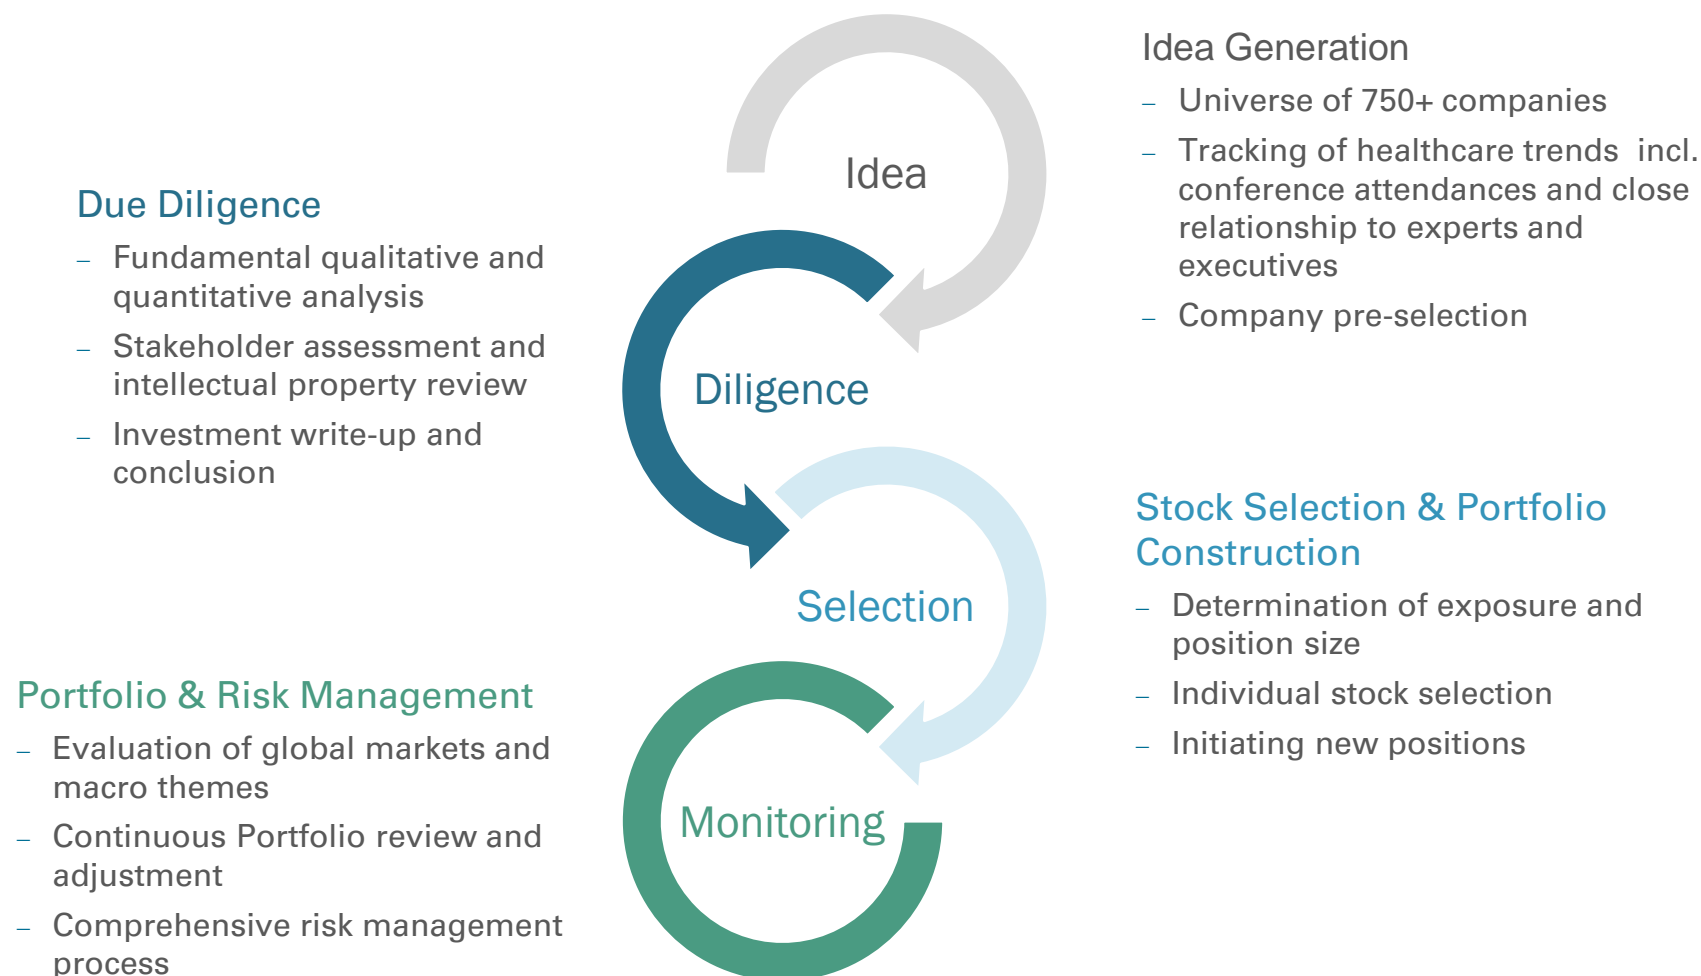 Idea Generation
– Universe of 750+ companies
– Tracking of healthcare trends  incl.
conference attendances and close
relationship to experts and
executives
– Company pre-selection
Idea
Due Diligence
– Fundamental qualitative and
quantitative analysis
– Stakeholder assessment and
intellectual property review
– Investment write-up and
conclusion
Diligence
Stock Selection & Portfolio
Construction
– Determination of exposure and
position size
– Individual stock selection
– Initiating new positions
Selection
Portfolio & Risk Management
– Evaluation of global markets and
macro themes
– Continuous Portfolio review and
adjustment
– Comprehensive risk management
process
Monitoring